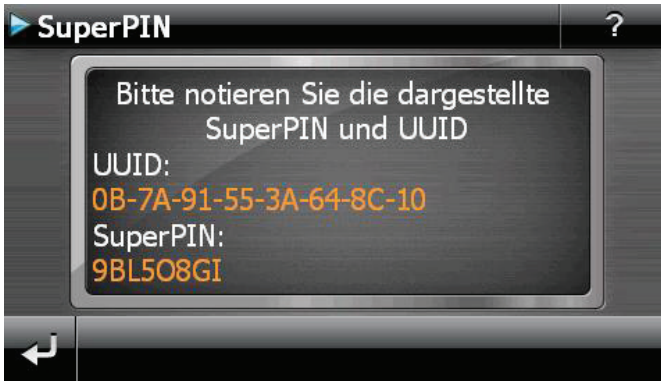 SuperPIN
?
Bitte notieren Sie die dargestellte
SuperPIN und UUID
UUID:
0B-7A-91-55-3A-64-8C-10
SuperPIN:
9BL5O8GI